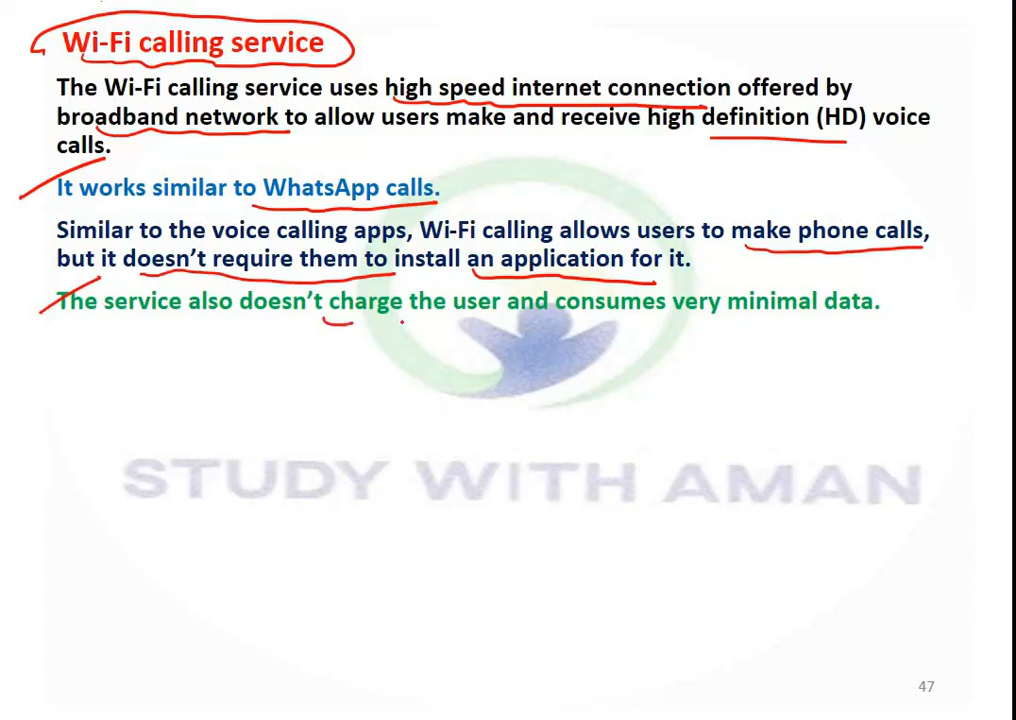 Wi-Fi calling service
The Wi-Fi calling service uses high speed internet connection offered by
broadband network to allow users make and receive high definition (HD) voice
calls.
It works similar to WhatsApp calls.
Similar to the voice calling apps, Wi-Fi calling allows users to make phone calls,
but it doesn't require them to install an application for it.
The service also doesn't charge the user and consumes very minimal data.
STUDY WITH AMAN
47